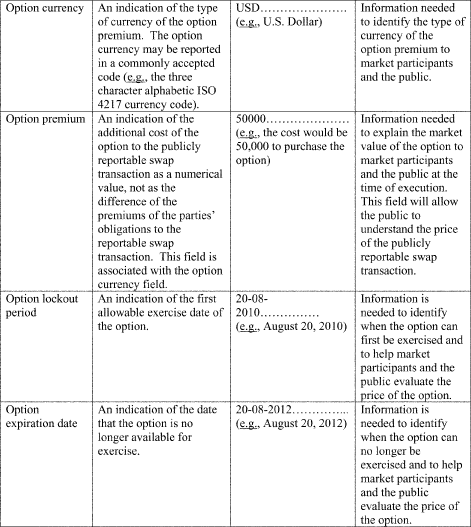 Option currency
An indication of the type
of currency of the option
premium. The option
currency may be reported
in a commonly accepted
code (e.g., the three
character alphabetic ISO
4217 currency code).
USD……………………
(e.g., U.S. Dollar)
Information needed
to identify the type of
currency of the
option premium to
market participants
and the public.
Option premium
An indication of the
additional cost of the
option to the publicly
reportable swap
transaction as a numerical
value, not as the
difference of the
premiums of the parties'
obligations to the
reportable swap
transaction. This field is
associated with the option
currency field.
50000…………………
(e.g., the cost would be
50,000 to purchase the
option)
Information needed
to explain the market
value of the option to
market participants
and the public at the
time of execution.
This field will allow
the public to
understand the price
of the publicly
reportable swap
transaction.
Option lockout
period
An indication of the first
allowable exercise date of
the option.
20-08-
2010……………
(e.g., August 20, 2010)
Information is
needed to identify
when the option can
first be exercised and
to help market
participants and the
public evaluate the
price of the option.
Option
expiration date
An indication of the date
that the option is no
longer available for
exercise.
20-08-2012…………...
(e.g., August 20, 2012)
Information is
needed to identify
when the option can
no longer be
exercised and to help
market participants
and the public
evaluate the price of
the option.